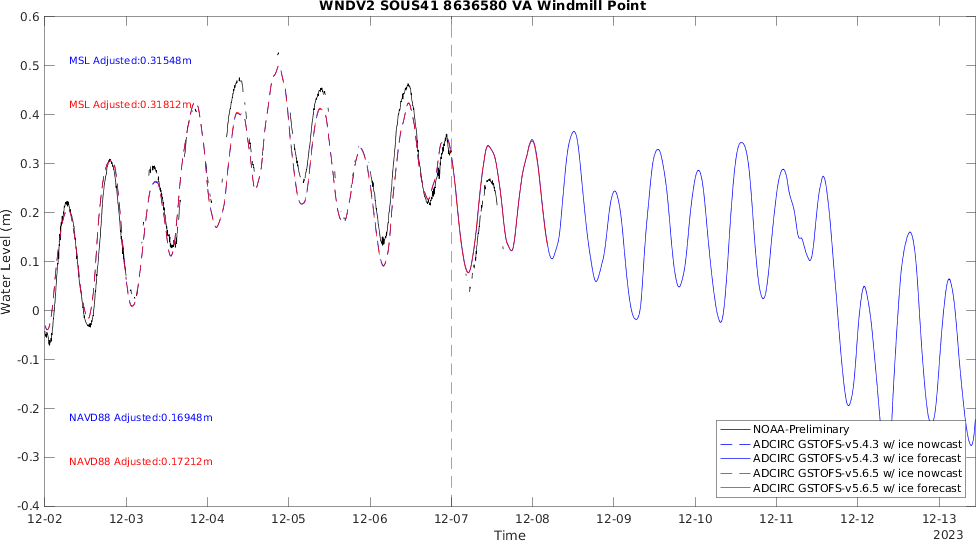 WNDV2 SOUS41 8636580 VA Windmill Point
0.6
0.5
0.4
0.3
0.2
0.1
0
-0.1
-0.2
-0.3
-0.4
Water Level (m)
MSL Adjusted:0.31548m
MSL Adjusted:0.31812m
NAVD88 Adjusted:0.16948m
NAVD88 Adjusted:0.17212m
NOAA-Preliminary
ADCIRC GSTOFS-v5.4.3 w/ ice nowcast
ADCIRC GSTOFS-v5.4.3 w/ ice forecast
ADCIRC GSTOFS-v5.6.5 w/ ice nowcast
ADCIRC GSTOFS-v5.6.5 w/ ice forecast
12-02 12-03 12-04 12-05 12-06 12-07 12-08 12-09 12-10 12-11 12-12 12-13
Time
2023